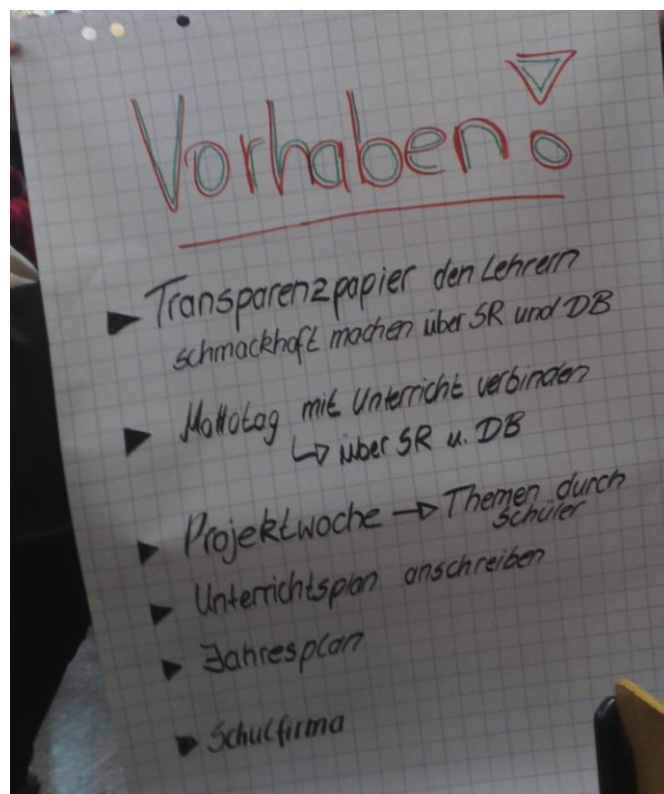 Vorhaben!
► Transparenzpapier den Lehrern
schmackhaft machen über SR und DB
► Mottotag mit Unterricht verbinden
↳ über SR u. DB
► Projektwoche → Themen durch
Schüler
► Unterrichtsplan anschreiben
► Jahresplan
► Schulfirma